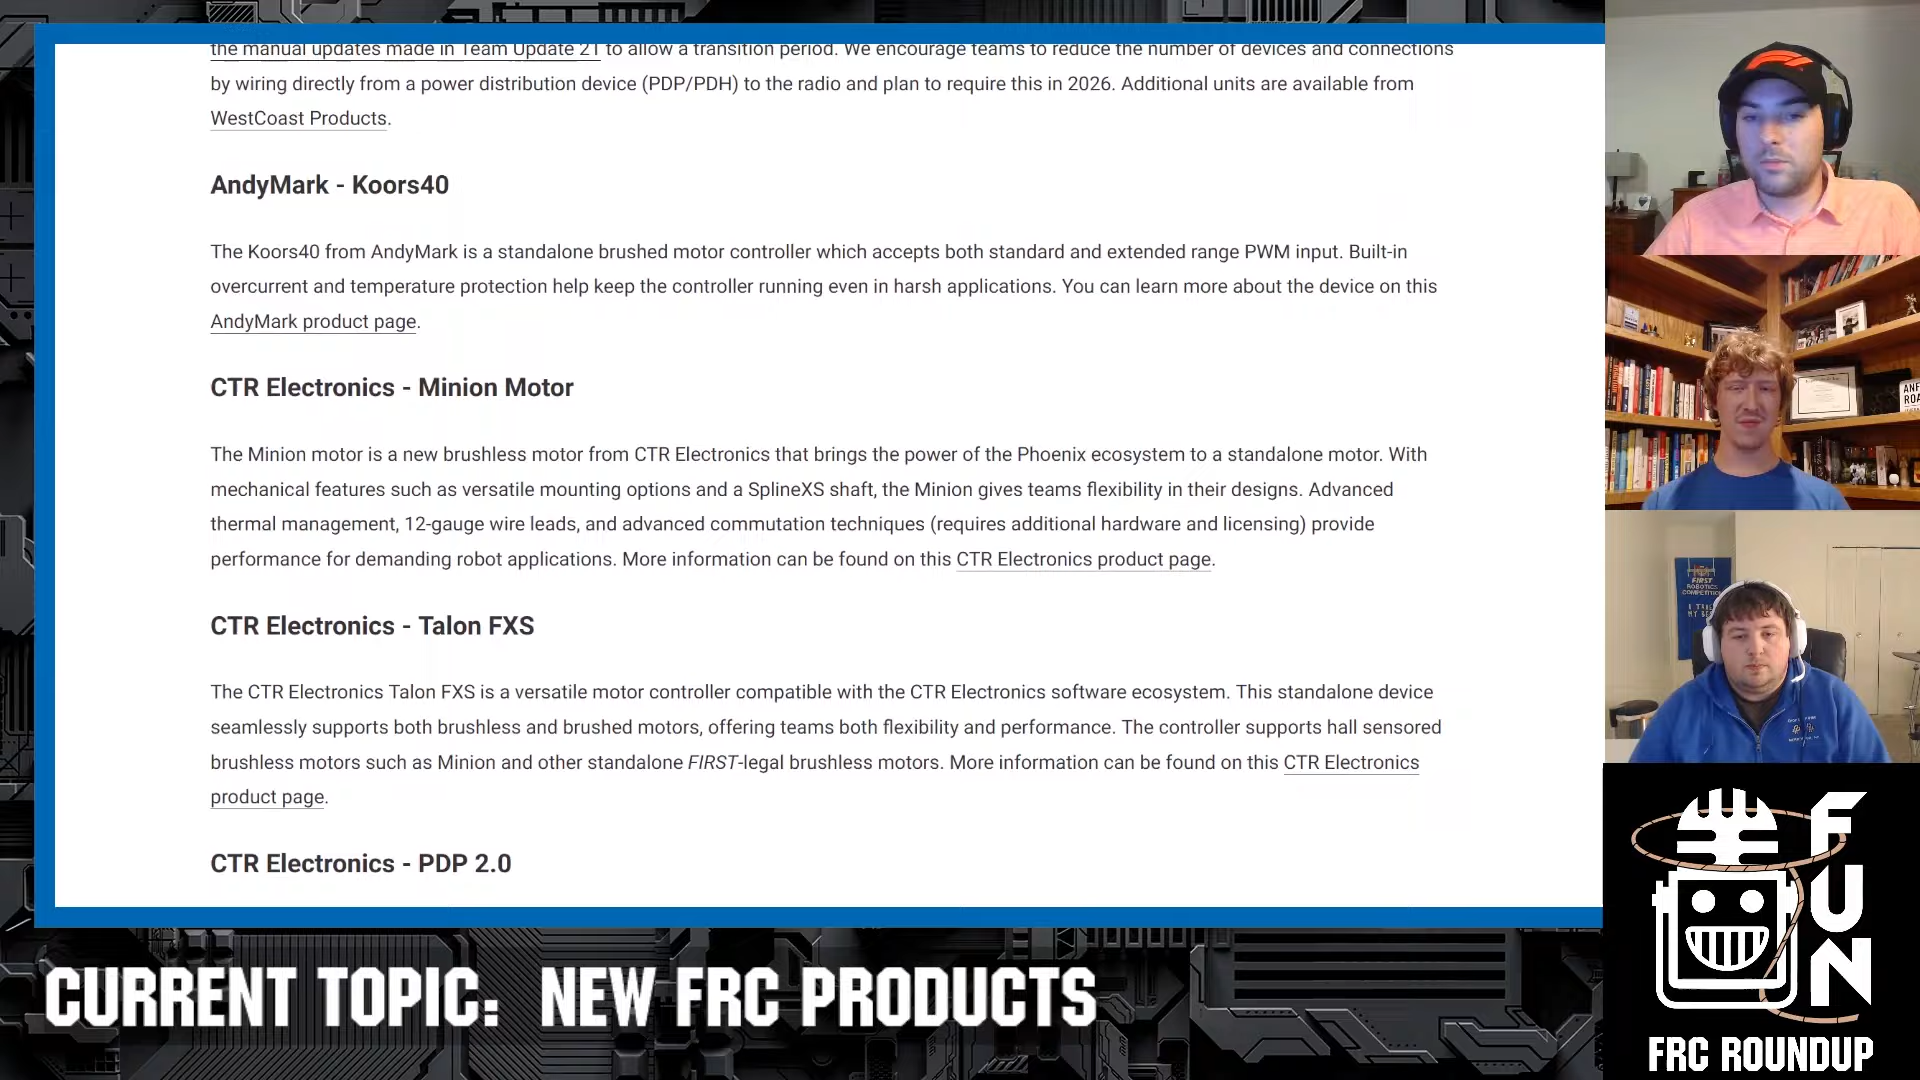 the manual updates made in Team Update 21 to allow a transition period. We encourage teams to reduce the number of devices and connections
by wiring directly from a power distribution device (PDP/PDH) to the radio and plan to require this in 2026. Additional units are available from
WestCoast Products.
AndyMark - Koors40
The Koors40 from AndyMark is a standalone brushed motor controller which accepts both standard and extended range PWM input. Built-in
overcurrent and temperature protection help keep the controller running even in harsh applications. You can learn more about the device on this
AndyMark product page.
CTR Electronics - Minion Motor
The Minion motor is a new brushless motor from CTR Electronics that brings the power of the Phoenix ecosystem to a standalone motor. With
mechanical features such as versatile mounting options and a SplineXS shaft, the Minion gives teams flexibility in their designs. Advanced
thermal management, 12-gauge wire leads, and advanced commutation techniques (requires additional hardware and licensing) provide
performance for demanding robot applications. More information can be found on this CTR Electronics product page.
CTR Electronics - Talon FXS
The CTR Electronics Talon FXS is a versatile motor controller compatible with the CTR Electronics software ecosystem. This standalone device
seamlessly supports both brushless and brushed motors, offering teams both flexibility and performance. The controller supports hall sensored
brushless motors such as Minion and other standalone FIRST-legal brushless motors. More information can be found on this CTR Electronics
product page.
CTR Electronics - PDP 2.0
CURRENT TOPIC: NEW FRC PRODUCTS
FIRST
ROBOTICS
FUN
FRC ROUNDUP